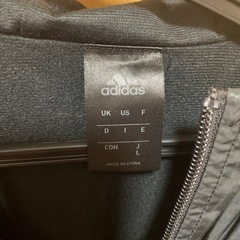 adidas
UK US F
D I E
CDN J
L
MADE IN CHINA